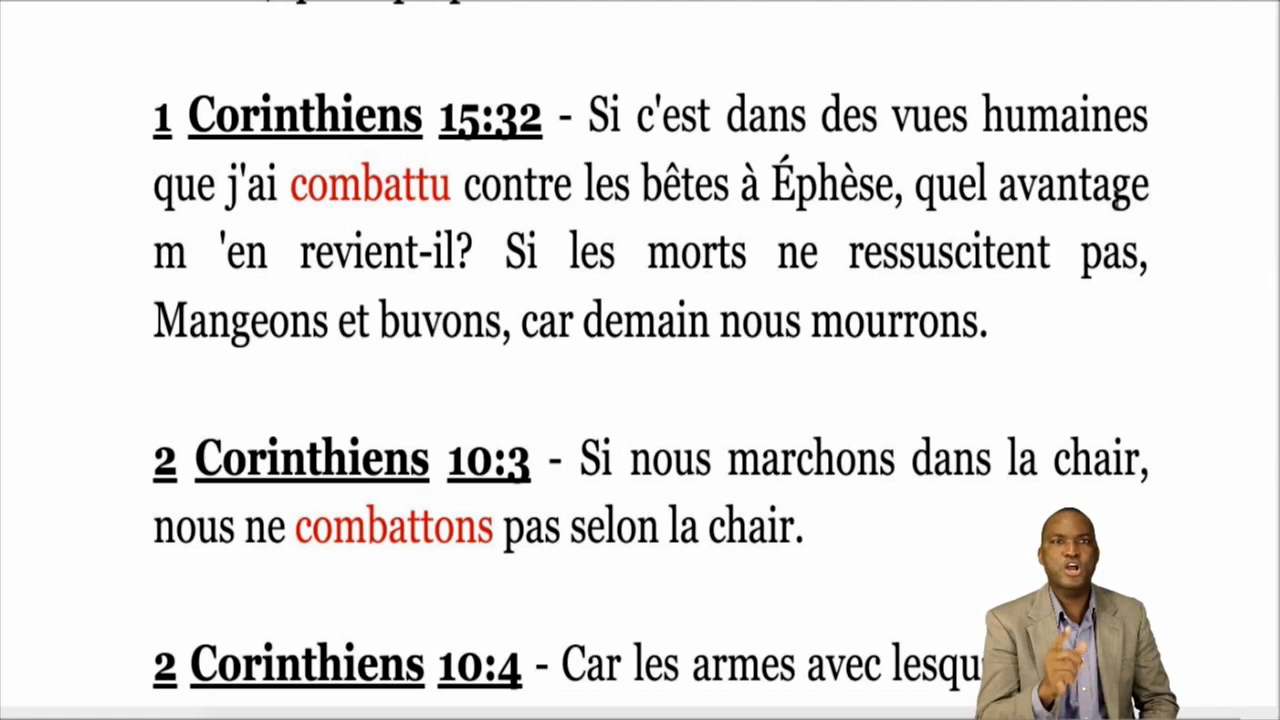 1 Corinthiens 15:32 - Si c'est dans des vues humaines
que j'ai combattu contre les bêtes à Éphèse, quel avantage
m 'en revient-il? Si les morts ne ressuscitent pas,
Mangeons et buvons, car demain nous mourrons.
2 Corinthiens 10:3 - Si nous marchons dans la chair,
nous ne combattons pas selon la chair.
2 Corinthiens 10:4 - Car les armes avec